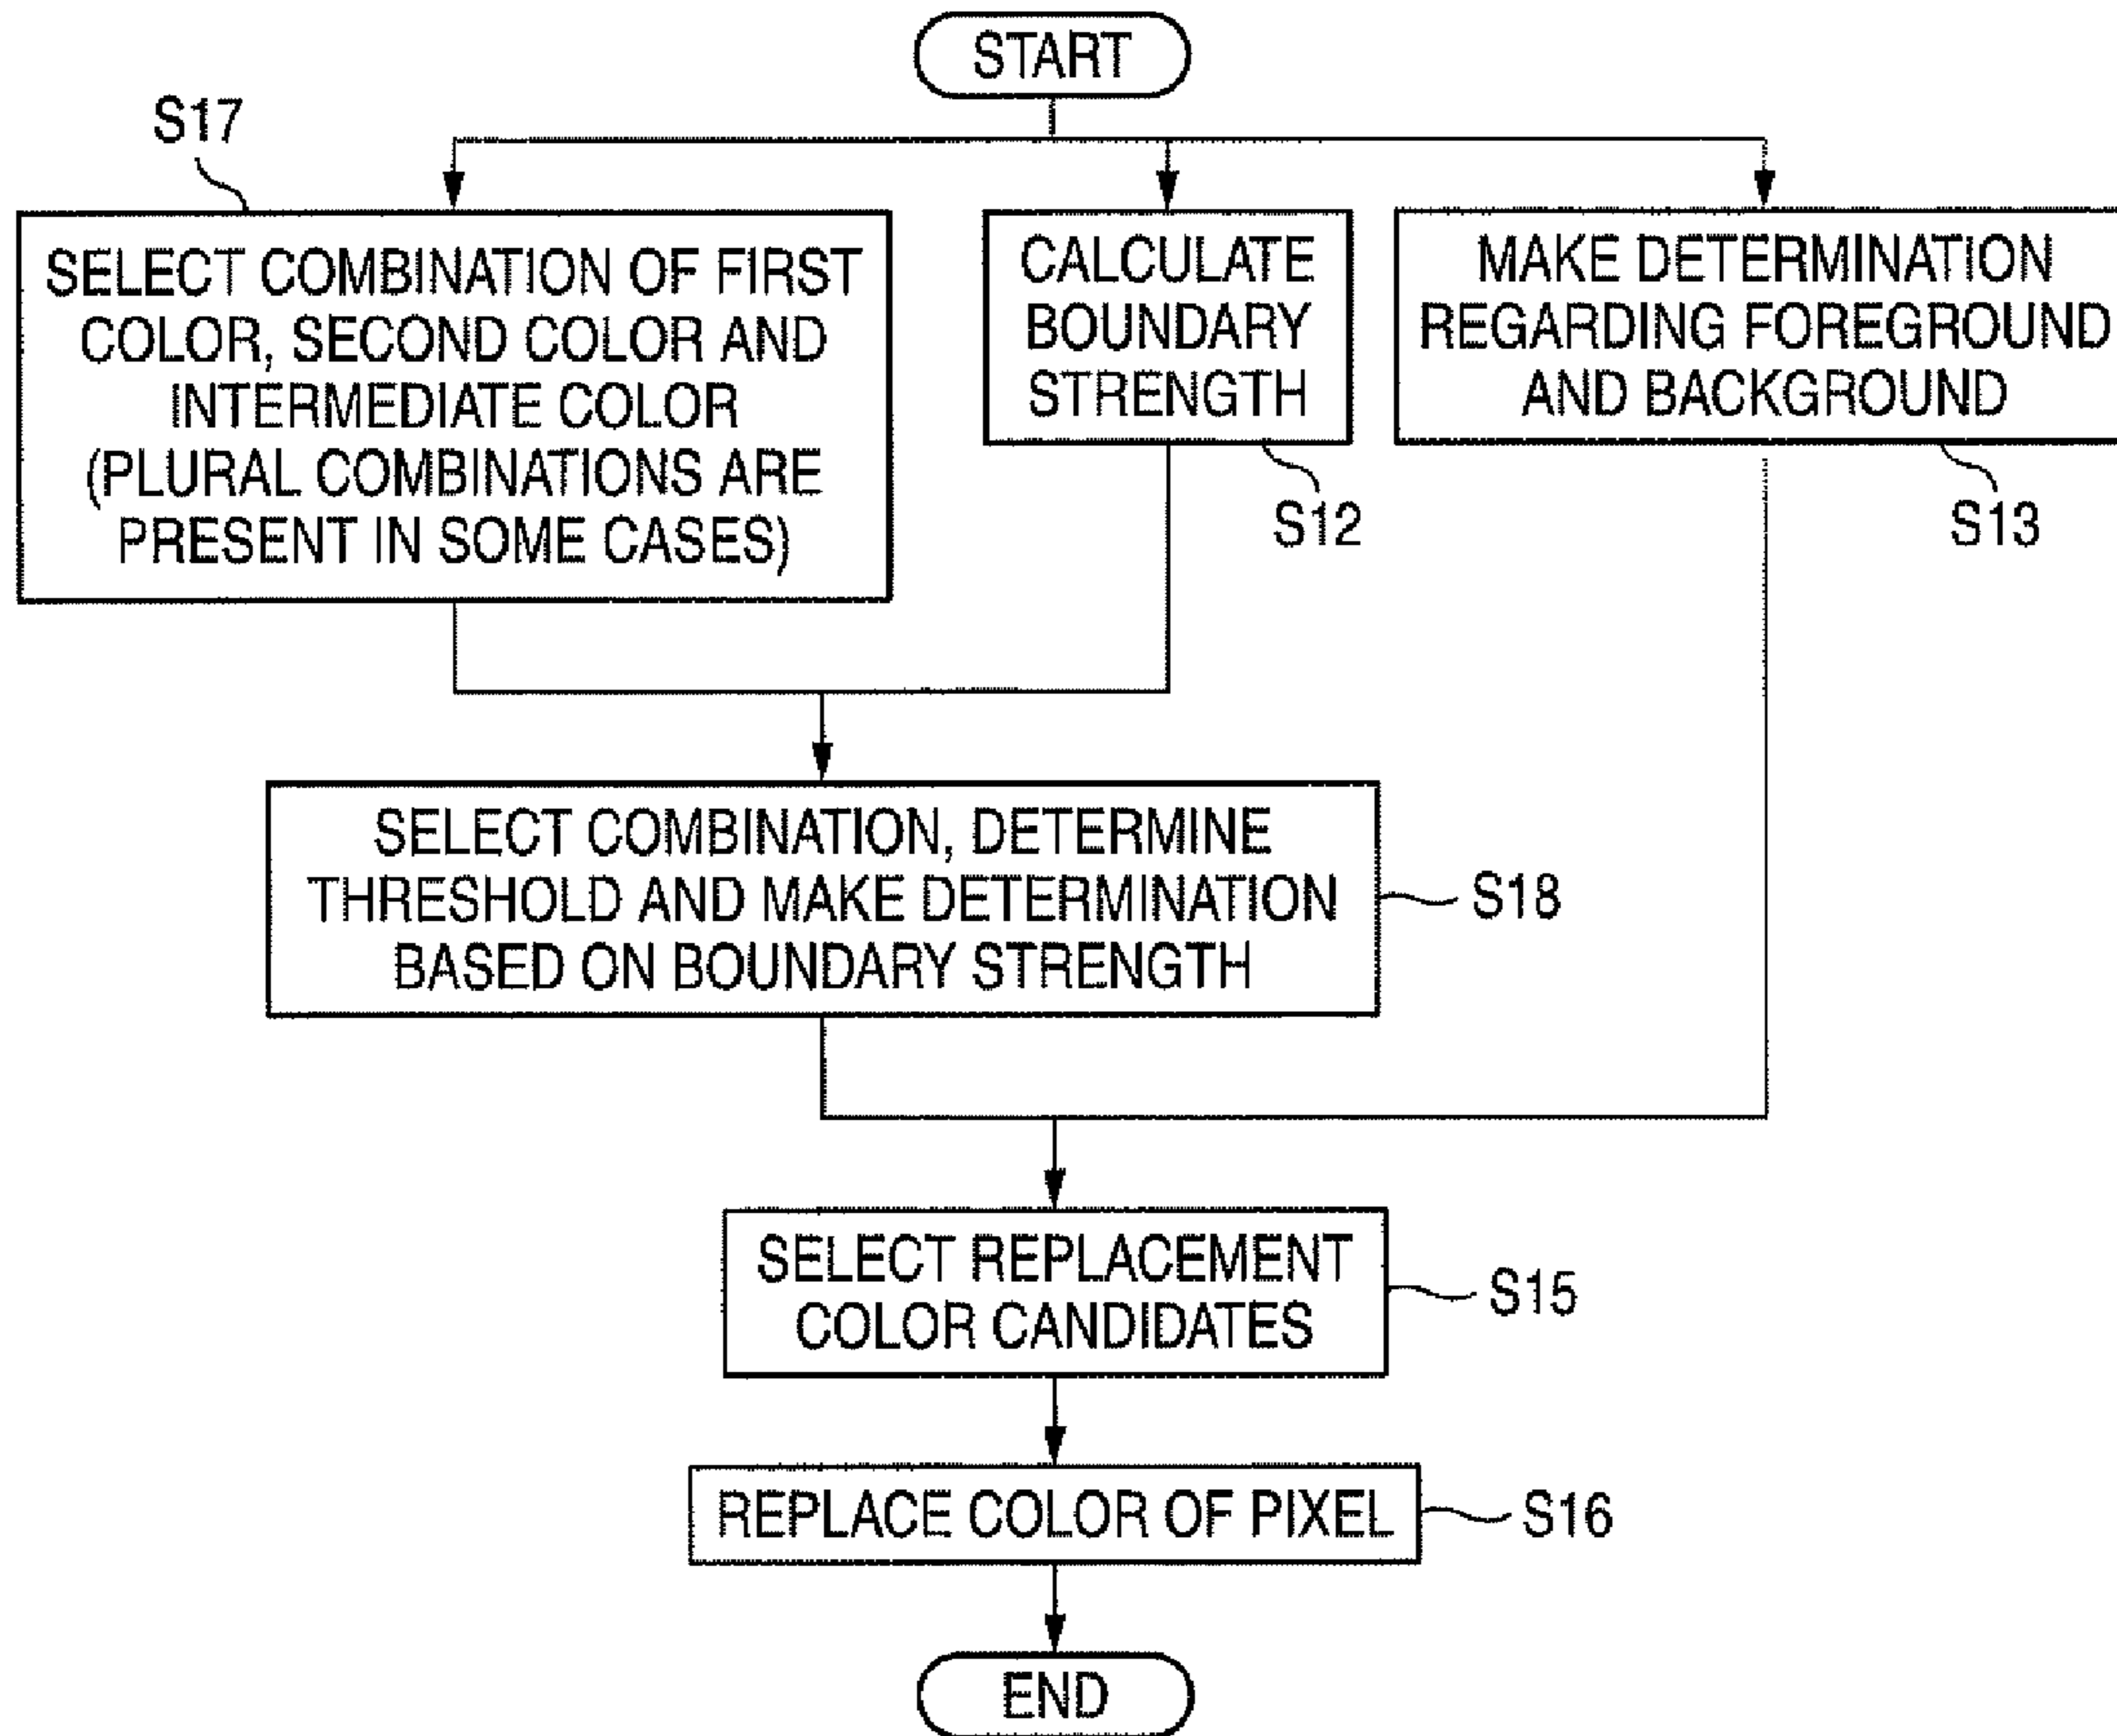 START
S17
SELECT COMBINATION OF FIRST
COLOR, SECOND COLOR AND
INTERMEDIATE COLOR
(PLURAL COMBINATIONS ARE
PRESENT IN SOME CASES)
CALCULATE
BOUNDARY
STRENGTH
S12
MAKE DETERMINATION
REGARDING FOREGROUND
AND BACKGROUND
S13
SELECT COMBINATION, DETERMINE
THRESHOLD AND MAKE DETERMINATION
BASED ON BOUNDARY STRENGTH
S18
SELECT REPLACEMENT
COLOR CANDIDATES
S15
REPLACE COLOR OF PIXEL
S16
END